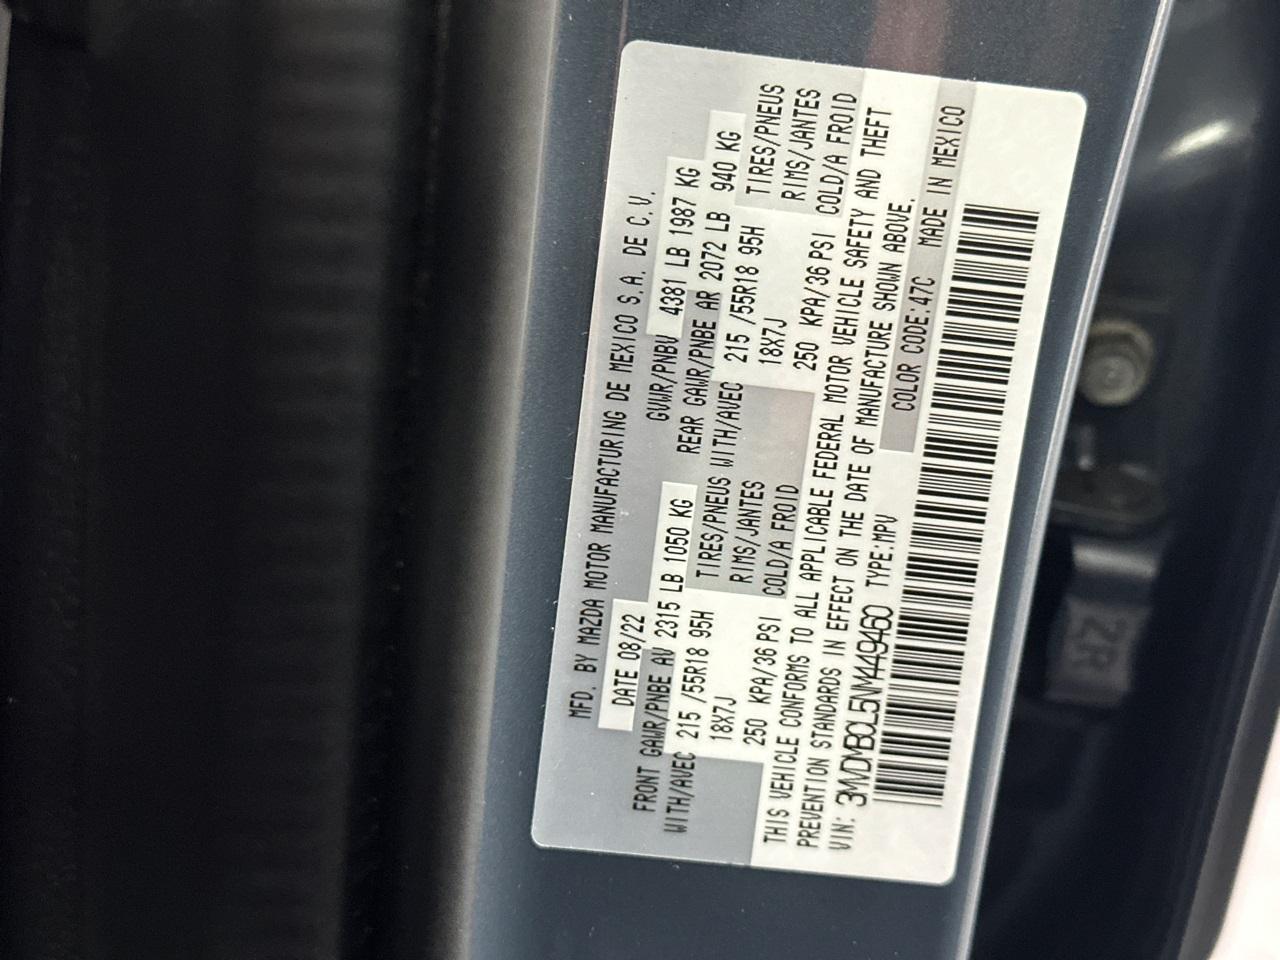 MFD. BY MAZDA MOTOR MANUFACTURING DE MEXICO S.A. DE C.V.
DATE 08/22 GVWR/PNBV 4381 LB 1987 KG
FRONT GAWR/PNBE AV 2315 LB 1050 KG REAR GAWR/PNBE AR 2072 LB 940 KG
WITH/AVEC 215 /55R18 95H TIRES/PNEUS WITH/AVEC 215 /55R18 95H TIRES/PNEUS
18X7J RIMS/JANTES 18X7J RIMS/JANTES
250 KPA/36 PSI COLD/A FROID 250 KPA/36 PSI COLD/A FROID
THIS VEHICLE CONFORMS TO ALL APPLICABLE FEDERAL MOTOR VEHICLE SAFETY AND THEFT
PREVENTION STANDARDS IN EFFECT ON THE DATE OF MANUFACTURE SHOWN ABOVE.
VIN: 3MVDMBCL5NM449460 TYPE:MPV COLOR CODE:47C MADE IN MEXICO
2R